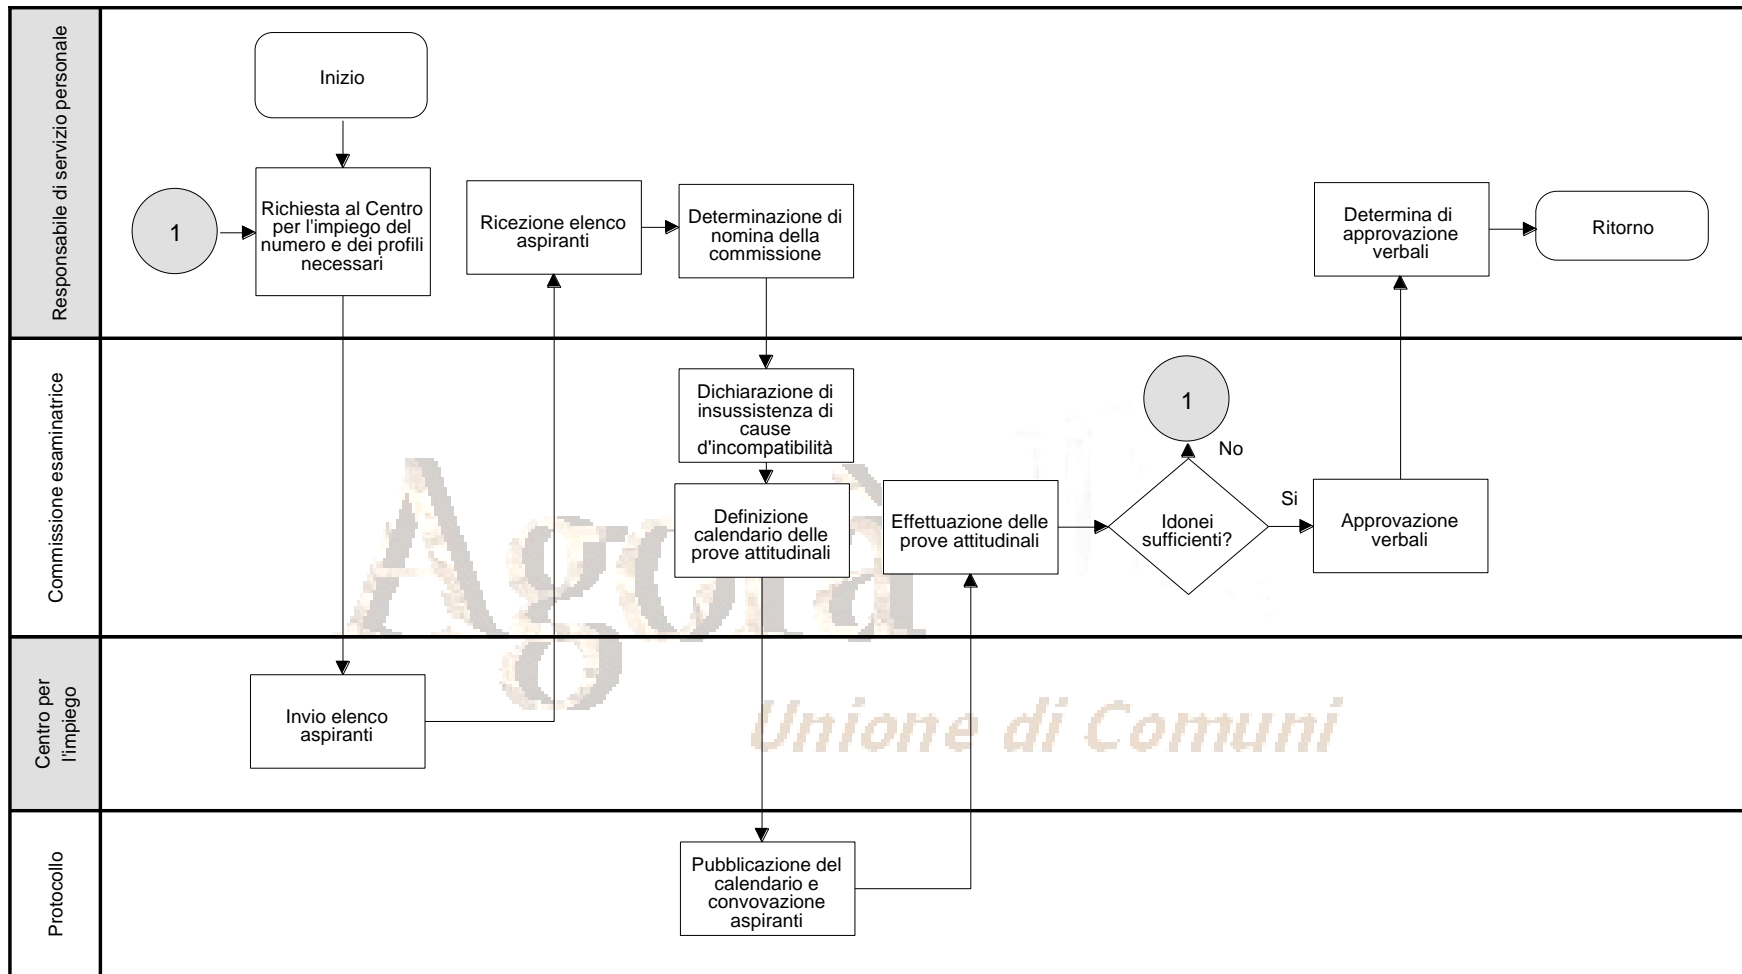 Responsabile di servizio personale
Inizio
1
Richiesta al Centro
per l'impiego del
numero e dei profili
necessari
Ricezione elenco
aspiranti
Determinazione di
nomina della
commissione
Determina di
approvazione
verbali
Ritorno
Commissione esaminatrice
Dichiarazione di
insussistenza di
cause
d'incompatibilità
Definizione
calendario delle
prove attitudinali
Effettuazione delle
prove attitudinali
1
No
Idonei
sufficienti?
Si
Approvazione
verbali
Agorà
Centro per
l'impiego
Invio elenco
aspiranti
Unione di Comuni
Protocollo
Pubblicazione del
calendario e
convovazione
aspiranti